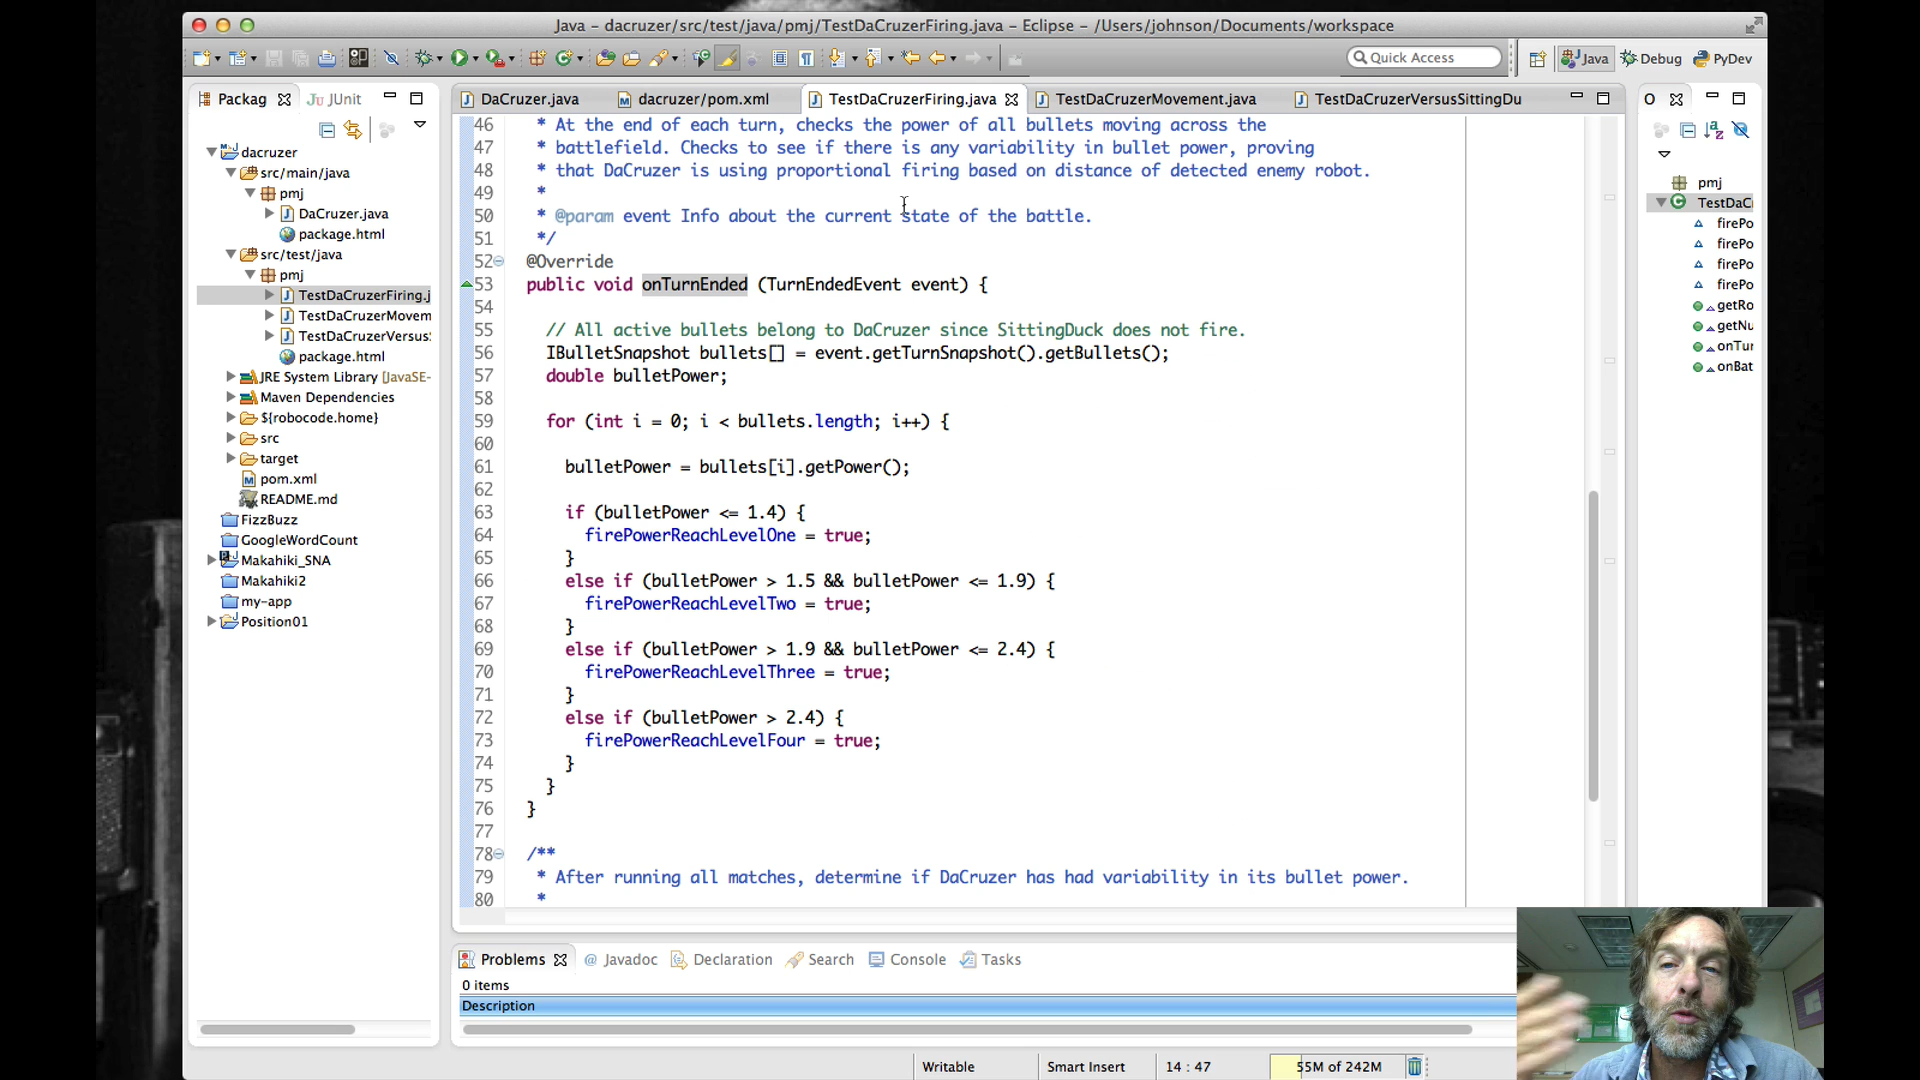 Java – dacruzer/src/test/java/pmj/TestDaCruzerFiring.java – Eclipse – /Users/johnson/Documents/workspace
Quick Access
Java
Debug
PyDev
Packag
JUnit
DaCruzer.java
dacruzer/pom.xml
TestDaCruzerFiring.java
TestDaCruzerMovement.java
TestDaCruzerVersusSittingDu
O
dacruzer
src/main/java
pmj
DaCruzer.java
package.html
src/test/java
pmj
TestDaCruzerFiring.j
TestDaCruzerMovem
TestDaCruzerVersus
package.html
JRE System Library [JavaSE-
Maven Dependencies
${robocode.home}
src
target
pom.xml
README.md
FizzBuzz
GoogleWordCount
Makahiki_SNA
Makahiki2
my-app
Position01
46 * At the end of each turn, checks the power of all bullets moving across the
47 * battlefield. Checks to see if there is any variability in bullet power, proving
48 * that DaCruzer is using proportional firing based on distance of detected enemy robot.
49 *
50 * @param event Info about the current state of the battle.
51 */
52 @Override
53 public void onTurnEnded (TurnEndedEvent event) {
54
55 // All active bullets belong to DaCruzer since SittingDuck does not fire.
56 IBulletSnapshot bullets[] = event.getTurnSnapshot().getBullets();
57 double bulletPower;
58
59 for (int i = 0; i < bullets.length; i++) {
60
61 bulletPower = bullets[i].getPower();
62
63 if (bulletPower <= 1.4) {
64 firePowerReachLevelOne = true;
65 }
66 else if (bulletPower > 1.5 && bulletPower <= 1.9) {
67 firePowerReachLevelTwo = true;
68 }
69 else if (bulletPower > 1.9 && bulletPower <= 2.4) {
70 firePowerReachLevelThree = true;
71 }
72 else if (bulletPower > 2.4) {
73 firePowerReachLevelFour = true;
74 }
75 }
76 }
77
78 /**
79 * After running all matches, determine if DaCruzer has had variability in its bullet power.
80 *
pmj
TestDaC
firePo
firePo
firePo
firePo
getRo
getNu
onTur
onBat
Problems
@ Javadoc
Declaration
Search
Console
Tasks
0 items
Description
Writable
Smart Insert
14 : 47
55M of 242M